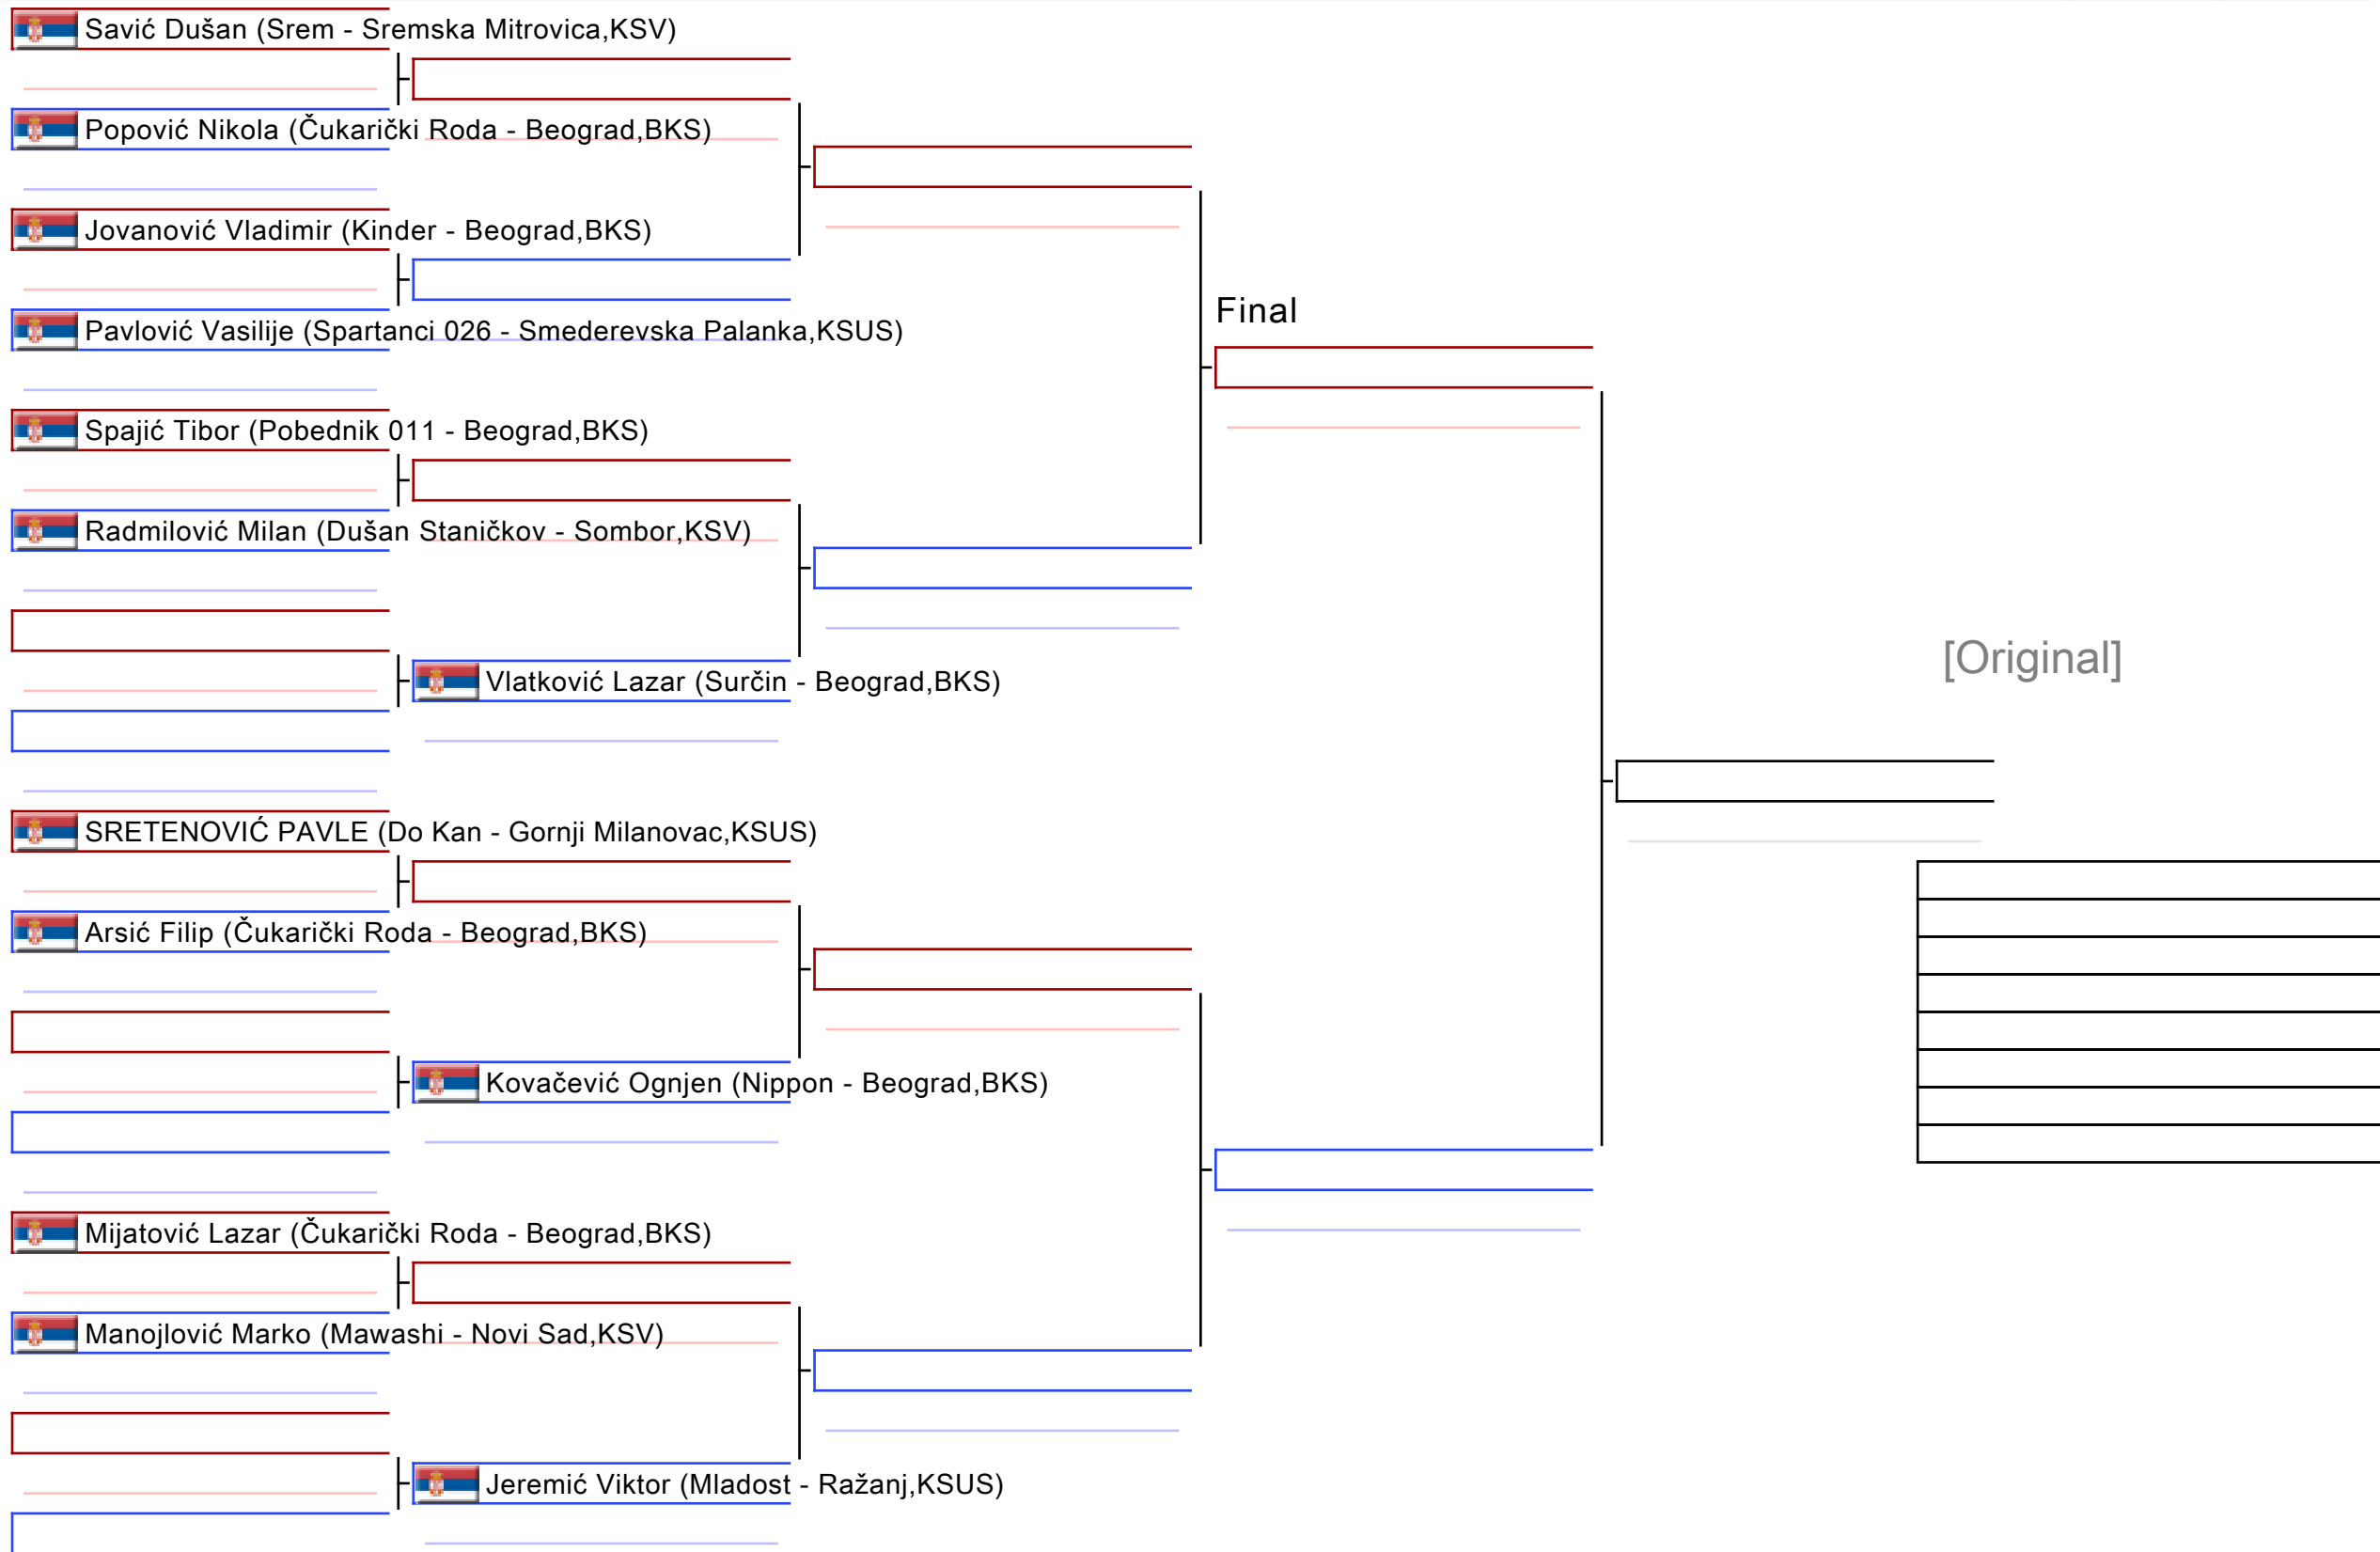 Savić Dušan (Srem - Sremska Mitrovica,KSV)
Popović Nikola (Čukarički Roda - Beograd,BKS)
Jovanović Vladimir (Kinder - Beograd,BKS)
Final
Pavlović Vasilije (Spartanci 026 - Smederevska Palanka,KSUS)
Spajić Tibor (Pobednik 011 - Beograd,BKS)
Radmilović Milan (Dušan Staničkov - Sombor,KSV)
[Original]
Vlatković Lazar (Surčin - Beograd,BKS)
SRETENOVIĆ PAVLE (Do Kan - Gornji Milanovac,KSUS)
Arsić Filip (Čukarički Roda - Beograd,BKS)
Kovačević Ognjen (Nippon - Beograd,BKS)
Mijatović Lazar (Čukarički Roda - Beograd,BKS)
Manojlović Marko (Mawashi - Novi Sad,KSV)
Jeremić Viktor (Mladost - Ražanj,KSUS)